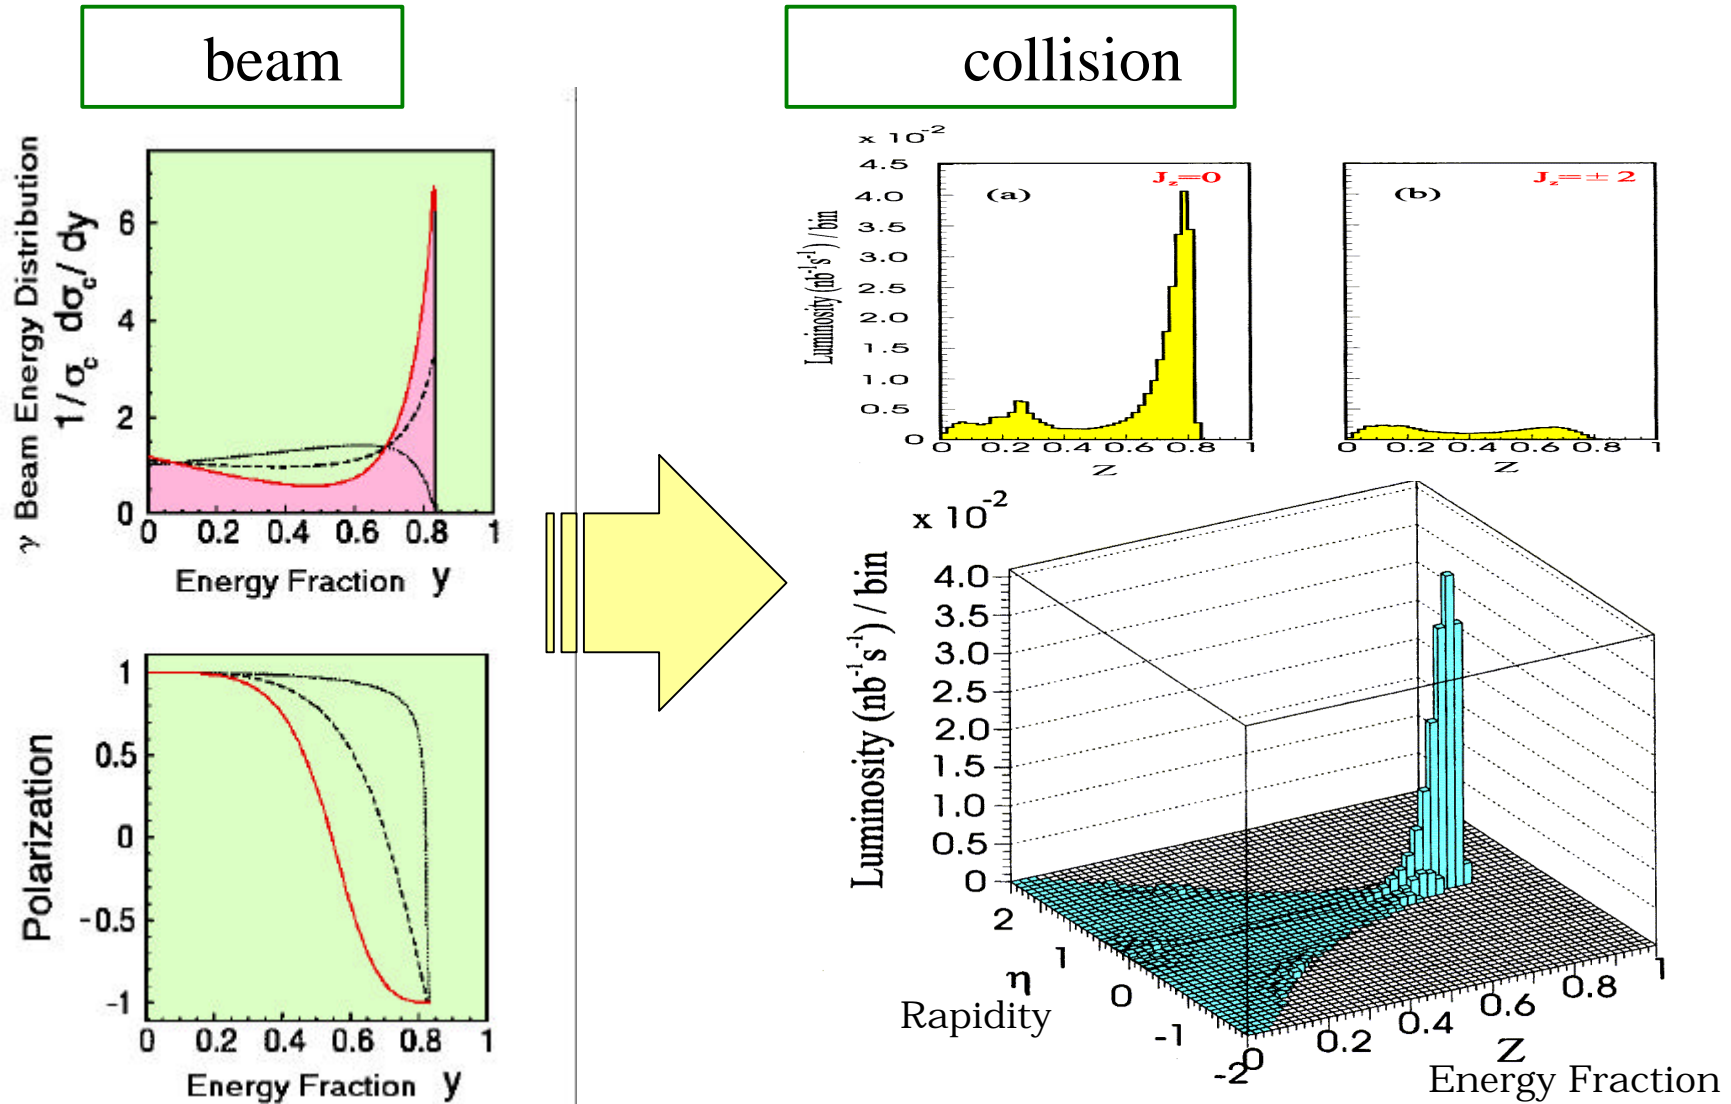 beam
collision
γ Beam Energy Distribution
1/σc dσc/dy
6
4
2
0
0 0.2 0.4 0.6 0.8 1
Energy Fraction y
Polarization
1
0.5
0
-0.5
-1
0 0.2 0.4 0.6 0.8 1
Energy Fraction y
x 10-2
Luminosity (nb-1s-1) / bin
4.5
4.0
3.5
3.0
2.5
2.0
1.5
1.0
0.5
0
(a)
Jz=0
0 0.2 0.4 0.6 0.8 1
Z
(b)
Jz=± 2
0 0.2 0.4 0.6 0.8 1
Z
x 10-2
Luminosity (nb-1s-1) / bin
4.0
3.5
3.0
2.5
2.0
1.5
1.0
0.5
0
2
1
0
-1
-2
η
Rapidity
0 0.2 0.4 0.6 0.8 1
Z
Energy Fraction